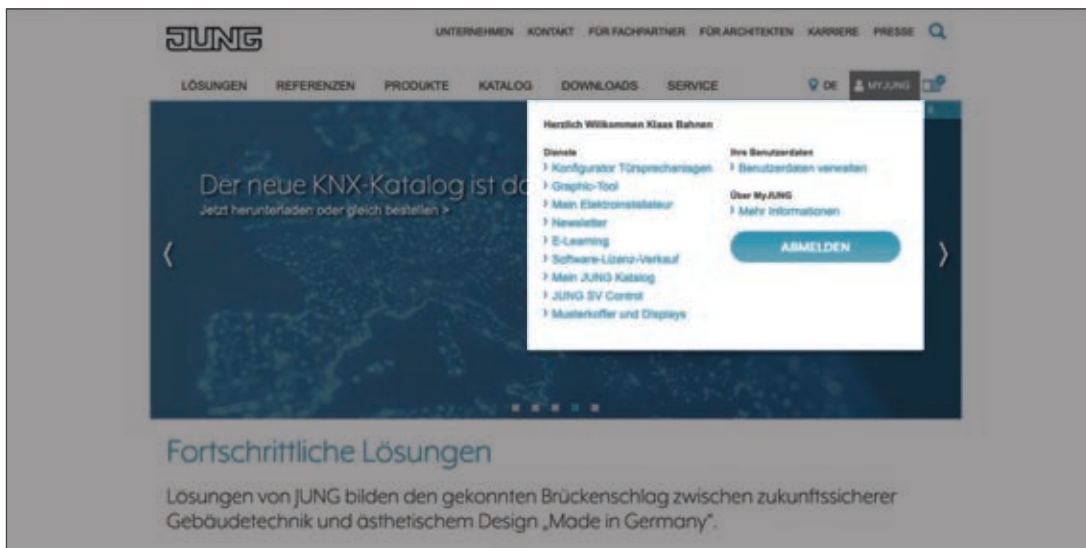 JUNG
UNTERNEHMEN KONTAKT FÜR FACHPARTNER FÜR ARCHITEKTEN KARRIERE PRESSE
LÖSUNGEN REFERENZEN PRODUKTE KATALOG DOWNLOADS SERVICE DE MYJUNG
Der neue KNX-Katalog ist
Jetzt herunterladen oder gleich bestellen >
Herzlich Willkommen Klaas Bahnen
Dienste
Konfigurator Türsprechanlagen
Graphic-Tool
Mein Elektroinstallateur
Newsletter
E-Learning
Software-Lizenz-Verkauf
Mein JUNG Katalog
JUNG SV Control
Musterkoffer und Displays
Ihre Benutzerdaten
Benutzerdaten verwalten
Über MyJUNG
Mehr Informationen
ABMELDEN
Fortschrittliche Lösungen
Lösungen von JUNG bilden den gekonnten Brückenschlag zwischen zukunftssicherer
Gebäudetechnik und ästhetischem Design „Made in Germany“.